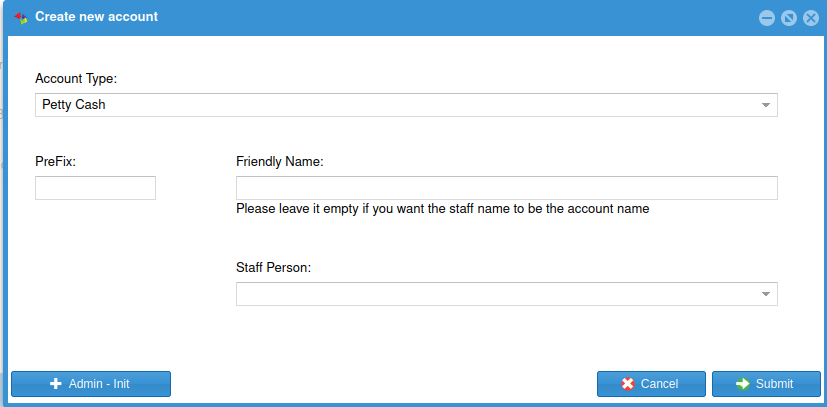 Create new account
Account Type:
Petty Cash
PreFix:
Friendly Name:
Please leave it empty if you want the staff name to be the account name
Staff Person:
Admin - Init
Cancel
Submit